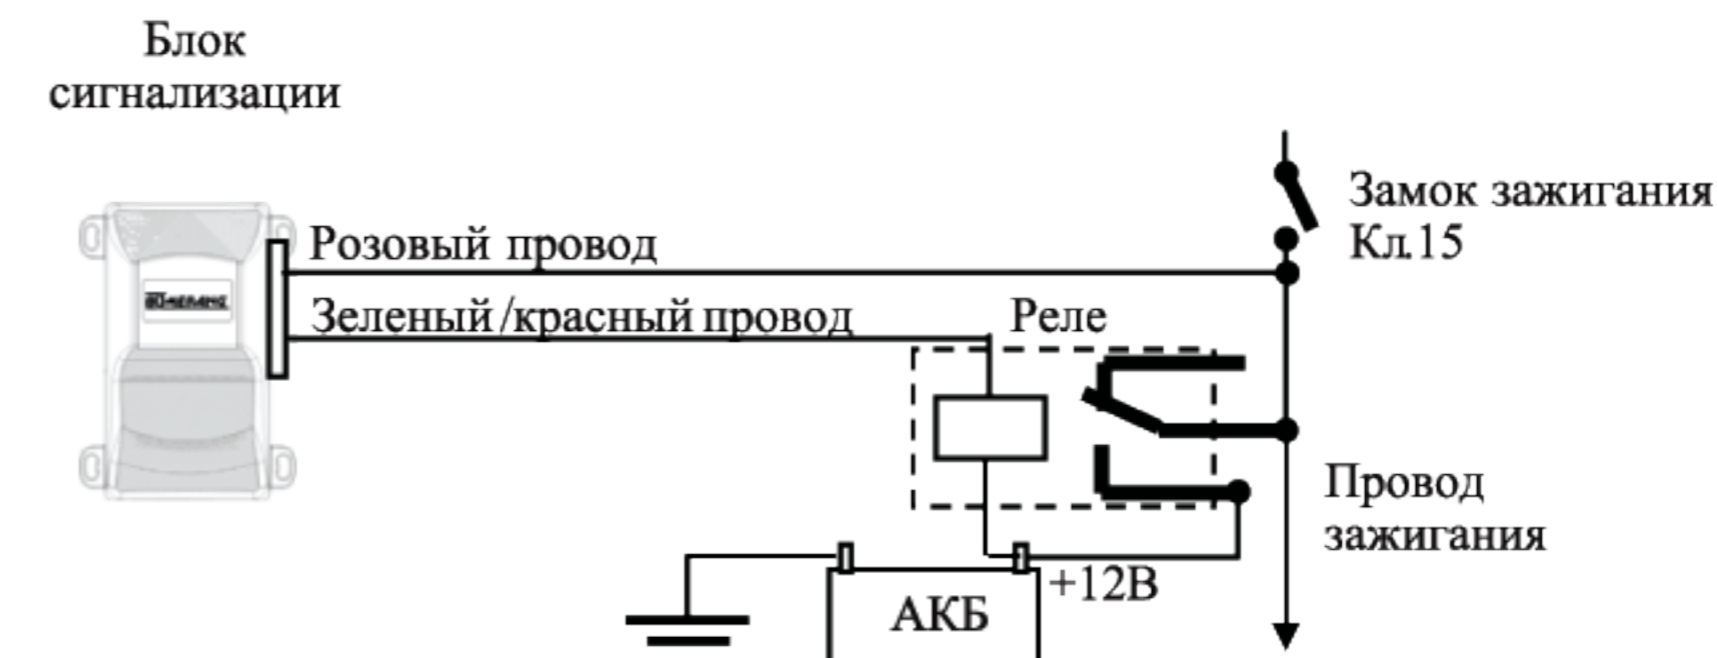 Блок
сигнализации
Розовый провод
Зеленый/красный провод
Реле
Замок зажигания
Кл.15
Провод
зажигания
+12В
АКБ